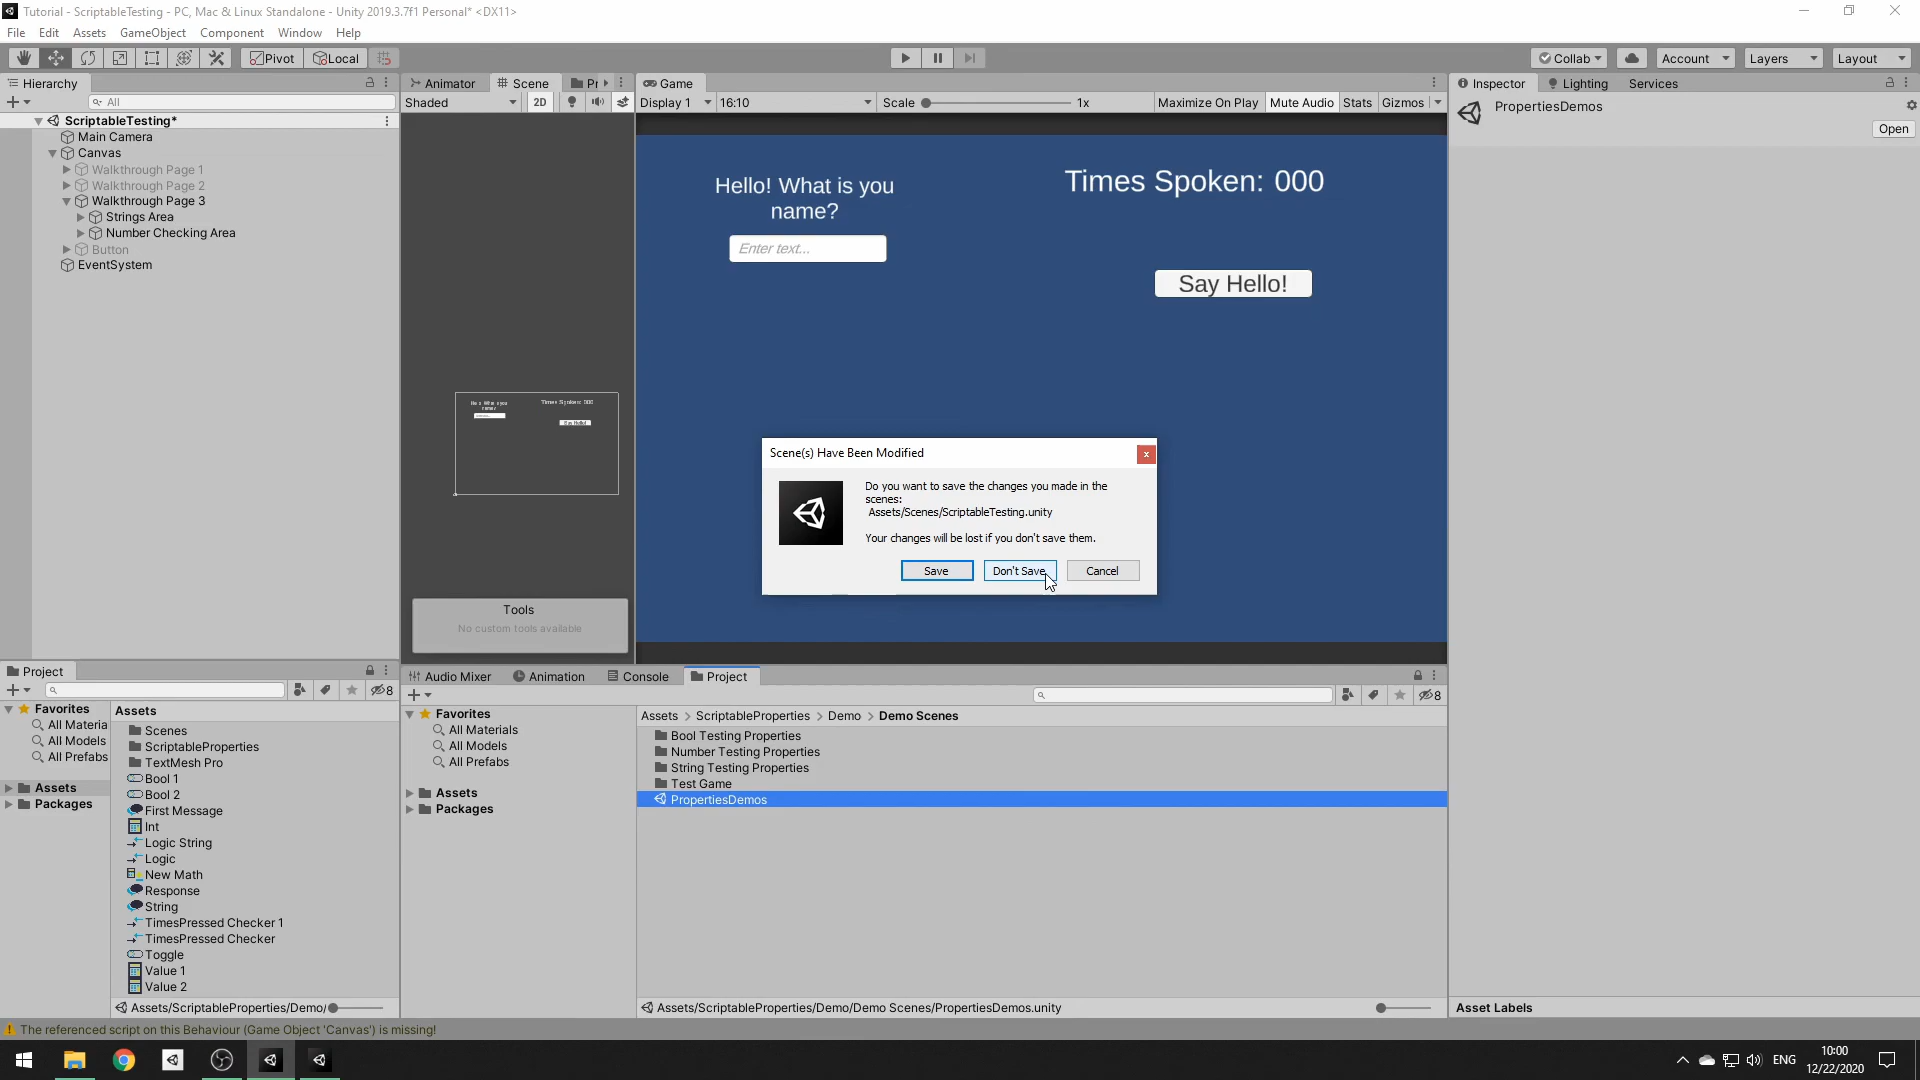 Tutorial - ScriptableTesting - PC, Mac & Linux Standalone - Unity 2019.3.7f1 Personal* <DX11>
File Edit Assets GameObject Component Window Help
Pivot Local
Collab Account Layers Layout
Hierarchy
All
ScriptableTesting*
Main Camera
Canvas
Walkthrough Page 1
Walkthrough Page 2
Walkthrough Page 3
Strings Area
Number Checking Area
Button
EventSystem
Animator Scene Pr
Shaded 2D
Tools
No custom tools available
Game
Display 1 16:10 Scale 1x Maximize On Play Mute Audio Stats Gizmos
Hello! What is you
name?
Enter text...
Times Spoken: 000
Say Hello!
Scene(s) Have Been Modified
x
Do you want to save the changes you made in the
scenes:
Assets/Scenes/ScriptableTesting.unity
Your changes will be lost if you don't save them.
Save Don't Save Cancel
Inspector Lighting Services
PropertiesDemos
Open
Asset Labels
Project
8
Favorites
All Materia
All Models
All Prefabs
Assets
Packages
Assets
Scenes
ScriptableProperties
TextMesh Pro
Bool 1
Bool 2
First Message
Int
Logic String
Logic
New Math
Response
String
TimesPressed Checker 1
TimesPressed Checker
Toggle
Value 1
Value 2
Assets/ScriptableProperties/Demo/
Audio Mixer Animation Console Project
8
Favorites
All Materials
All Models
All Prefabs
Assets
Packages
Assets > ScriptableProperties > Demo > Demo Scenes
Bool Testing Properties
Number Testing Properties
String Testing Properties
Test Game
PropertiesDemos
Assets/ScriptableProperties/Demo/Demo Scenes/PropertiesDemos.unity
The referenced script on this Behaviour (Game Object 'Canvas') is missing!
ENG
10:00
12/22/2020